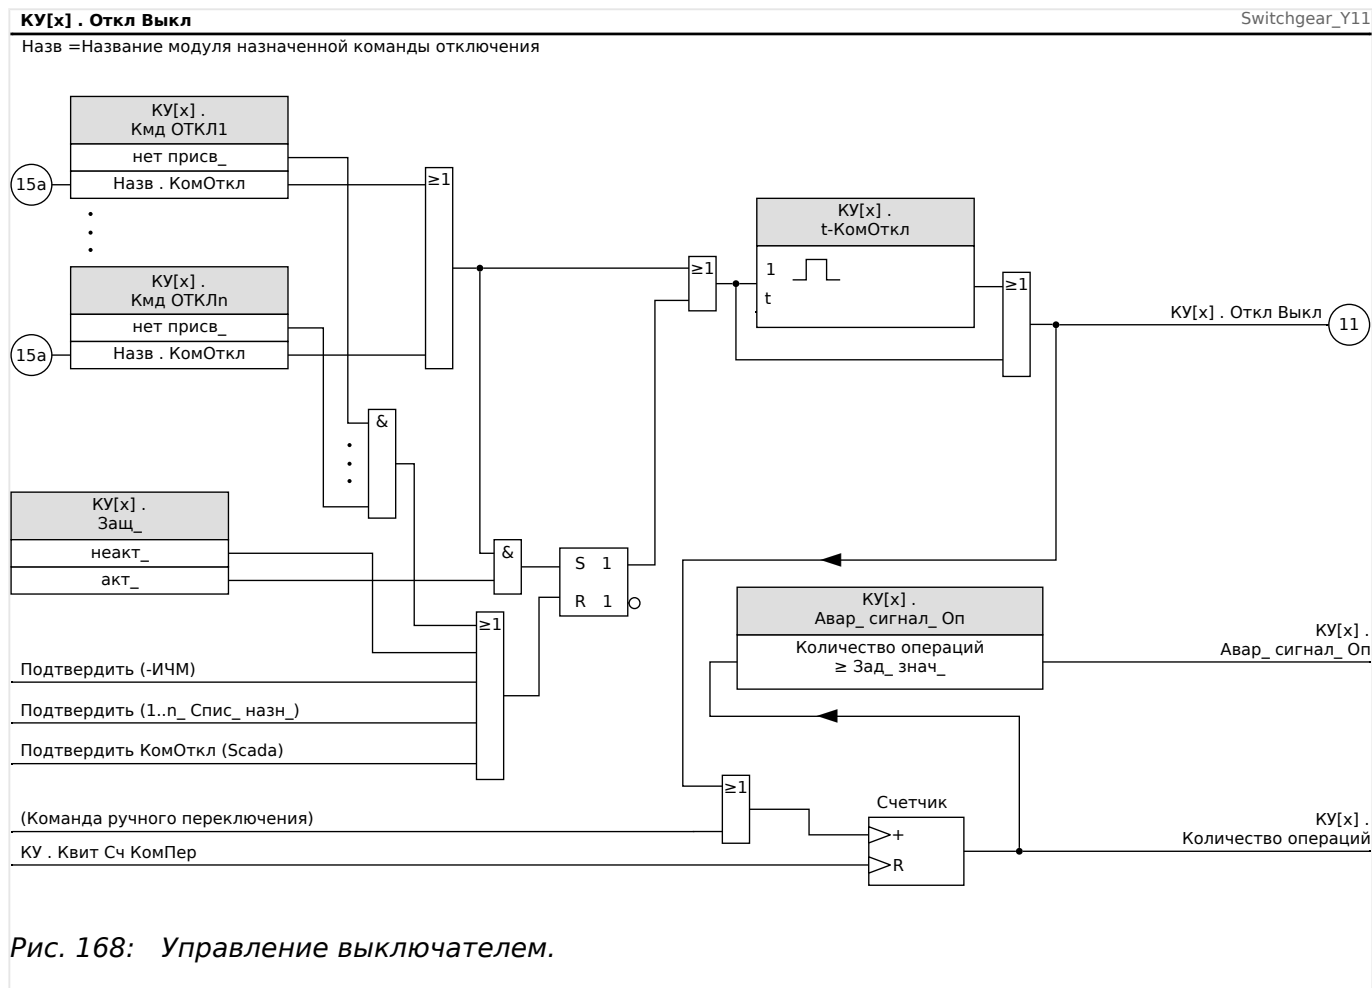 КУ[x] . Откл Выкл
Switchgear_Y11
Назв =Название модуля назначенной команды отключения
КУ[x] .
Кмд ОТКЛ1
нет присв_
15a
Назв . КомОткл
≥1
КУ[x] .
t-КомОткл
1
t
≥1
≥1
КУ[x] .
Кмд ОТКЛn
нет присв_
15a
Назв . КомОткл
КУ[x] . Откл Выкл
11
&
КУ[x] .
Защ_
неакт_
акт_
&
S 1
R 1
≥1
Подтвердить (-ИЧМ)
Подтвердить (1..n_ Спис_ назн_)
Подтвердить КомОткл (Scada)
КУ[x] .
Авар_ сигнал_ Оп
Количество операций
≥ Зад_ знач_
КУ[x] .
Авар_ сигнал_ Оп
≥1
(Команда ручного переключения)
КУ . Квит Сч КомПер
Счетчик
+
R
КУ[x] .
Количество операций
Рис. 168: Управление выключателем.